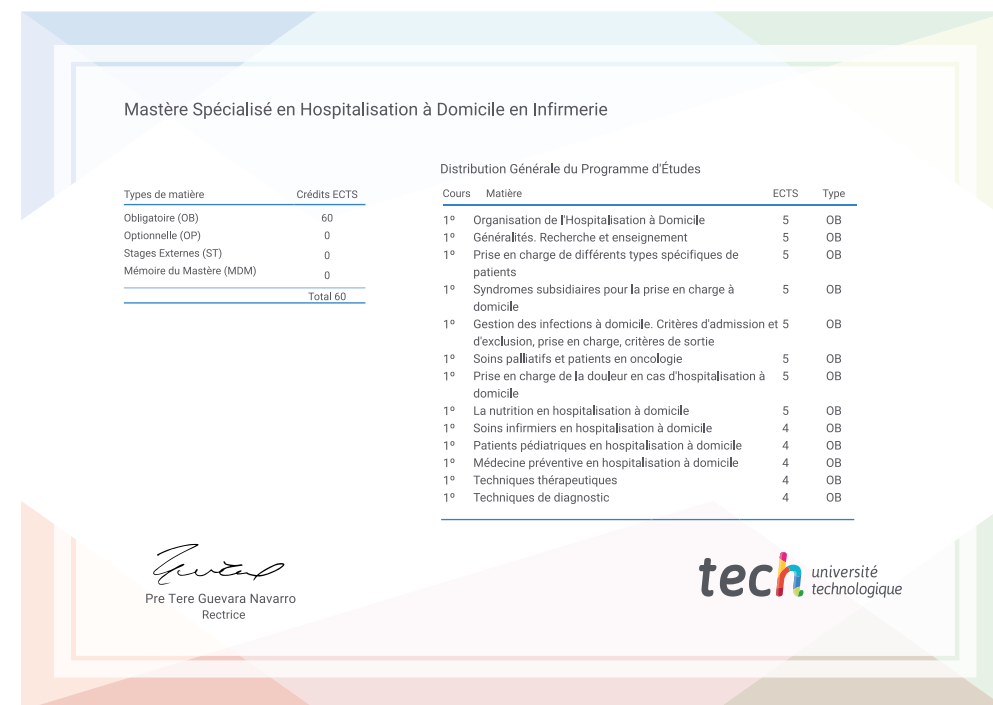 Mastère Spécialisé en Hospitalisation à Domicile en Infirmerie
Types de matière Crédits ECTS
Obligatoire (OB) 60
Optionnelle (OP) 0
Stages Externes (ST) 0
Mémoire du Mastère (MDM) 0
Total 60
Distribution Générale du Programme d'Études
Cours Matière ECTS Type
1º Organisation de l'Hospitalisation à Domicile 5 OB
1º Généralités. Recherche et enseignement 5 OB
1º Prise en charge de différents types spécifiques de 5 OB
patients
1º Syndromes subsidiaires pour la prise en charge à 5 OB
domicile
1º Gestion des infections à domicile. Critères d'admission et 5 OB
d'exclusion, prise en charge, critères de sortie
1º Soins palliatifs et patients en oncologie 5 OB
1º Prise en charge de la douleur en cas d'hospitalisation à 5 OB
domicile
1º La nutrition en hospitalisation à domicile 5 OB
1º Soins infirmiers en hospitalisation à domicile 4 OB
1º Patients pédiatriques en hospitalisation à domicile 4 OB
1º Médecine préventive en hospitalisation à domicile 4 OB
1º Techniques thérapeutiques 4 OB
1º Techniques de diagnostic 4 OB
Pre Tere Guevara Navarro
Rectrice
tech université
technologique